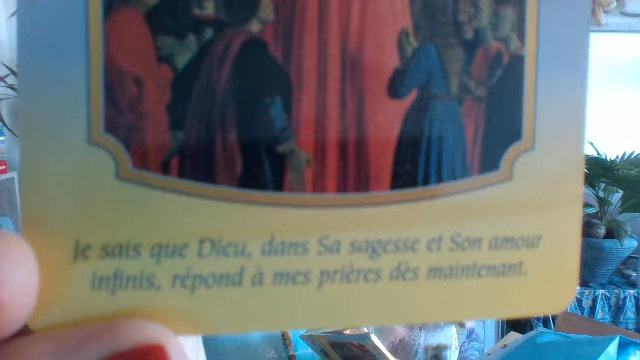 Je sais que Dieu, dans Sa sagesse et Son amour
infinis, répond à mes prières dès maintenant.